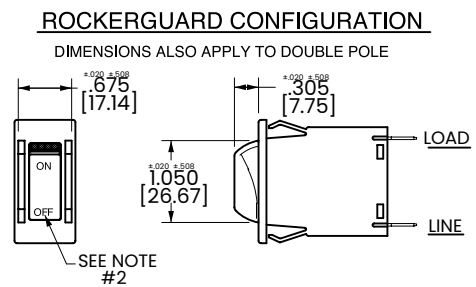 ROCKERGUARD CONFIGURATION
DIMENSIONS ALSO APPLY TO DOUBLE POLE
±.020 ±.508
.675
[17.14]
±.020 ±.508
.305
[7.75]
LOAD
±.020 ±.508
1.050
[26.67]
ON
OFF
LINE
SEE NOTE
#2